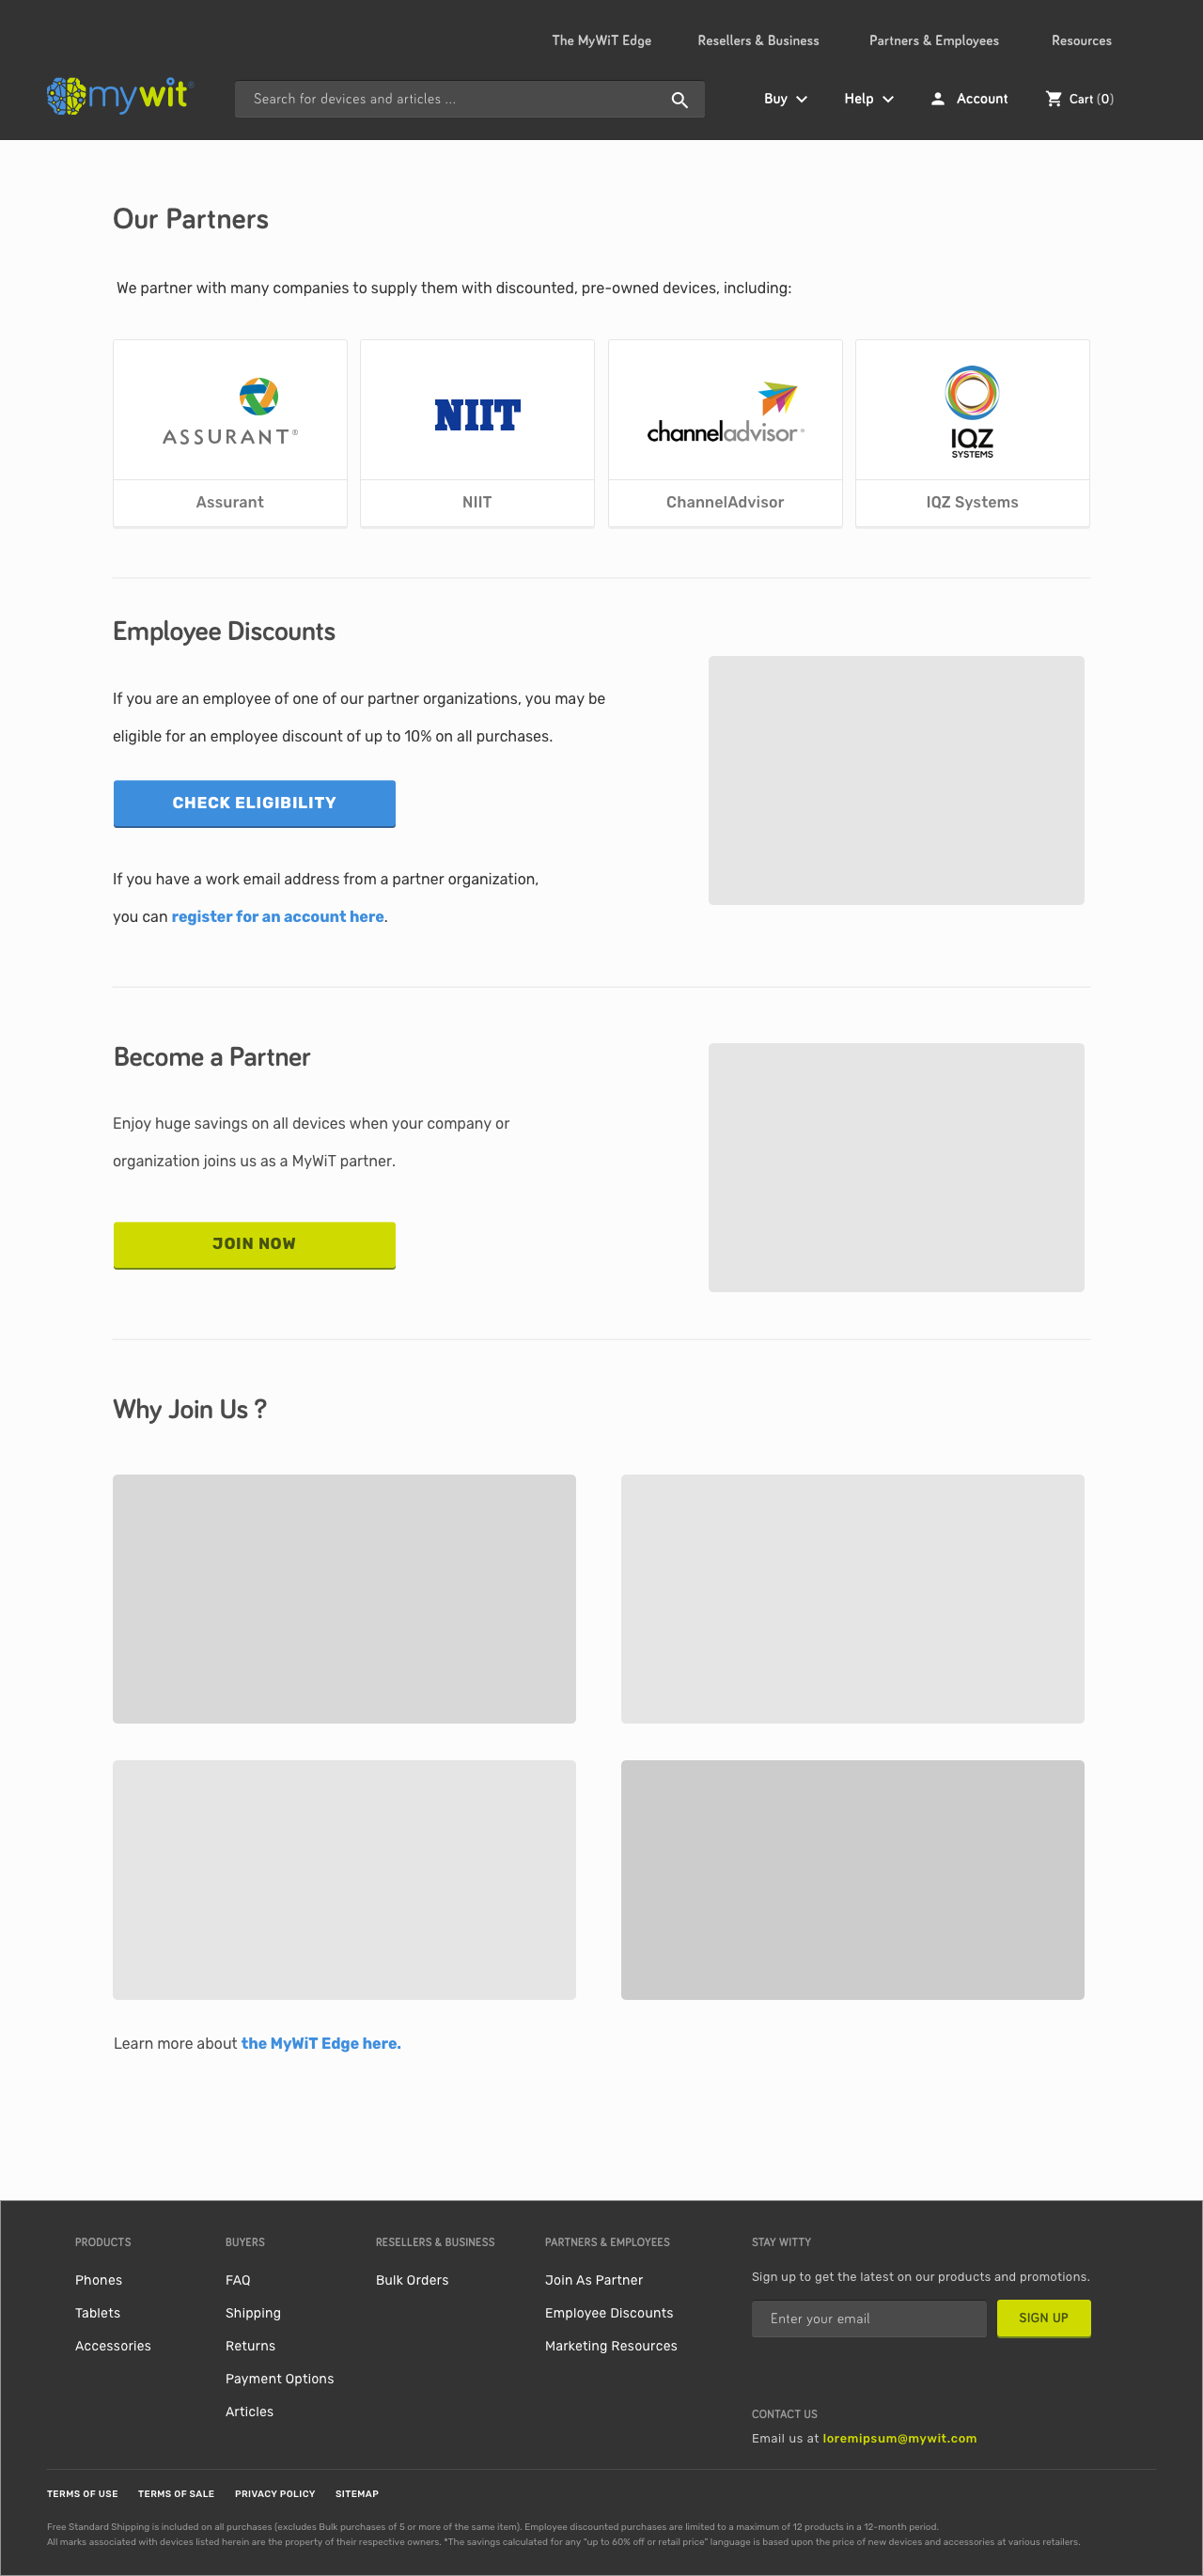 The MyWiT Edge
Resellers & Business
Partners & Employees
Resources
mywit
Search for devices and articles ...
Buy
Help
Account
Cart (0)
Our Partners
We partner with many companies to supply them with discounted, pre-owned devices, including:
ASSURANT®
NIIT
channeladvisor
IQZ
SYSTEMS
Assurant
NIIT
ChannelAdvisor
IQZ Systems
Employee Discounts
If you are an employee of one of our partner organizations, you may be
eligible for an employee discount of up to 10% on all purchases.
CHECK ELIGIBILITY
If you have a work email address from a partner organization,
you can register for an account here.
Become a Partner
Enjoy huge savings on all devices when your company or
organization joins us as a MyWiT partner.
JOIN NOW
Why Join Us ?
Learn more about the MyWiT Edge here.
PRODUCTS
Phones
Tablets
Accessories
BUYERS
FAQ
Shipping
Returns
Payment Options
Articles
RESELLERS & BUSINESS
Bulk Orders
PARTNERS & EMPLOYEES
Join As Partner
Employee Discounts
Marketing Resources
STAY WITTY
Sign up to get the latest on our products and promotions.
Enter your email
SIGN UP
CONTACT US
Email us at loremipsum@mywit.com
TERMS OF USE
TERMS OF SALE
PRIVACY POLICY
SITEMAP
Free Standard Shipping is included on all purchases (excludes Bulk purchases of 5 or more of the same item). Employee discounted purchases are limited to a maximum of 12 products in a 12-month period.
All marks associated with devices listed herein are the property of their respective owners. *The savings calculated for any "up to 60% off or retail price" language is based upon the price of new devices and accessories at various retailers.